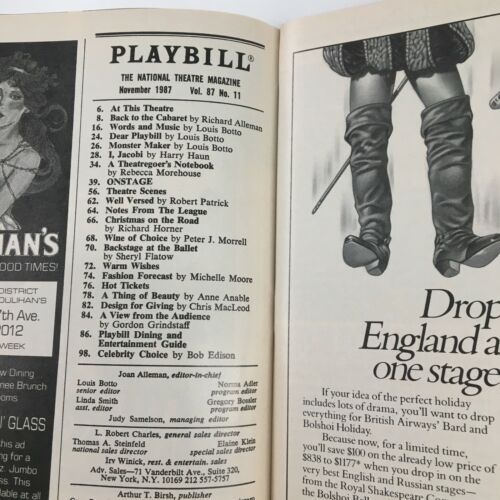 HAN'S
OOD TIMES!
DISTRICT
OULIHAN'S
7th Ave.
2012
WEEK
ew Dining
nee Brunch
oms.
N' GLASS
this ad
g for
z. Jumbo
lass.
PLAYBILL®
THE NATIONAL THEATRE MAGAZINE
November 1987 Vol. 87 No. 11
6. At This Theatre
8. Back to the Cabaret by Richard Alleman
16. Words and Music by Louis Botto
24. Dear Playbill by Louis Botto
26. Monster Maker by Louis Botto
28. I, Jacobi by Harry Haun
34. A Theatregoer's Notebook
by Rebecca Morehouse
39. ONSTAGE
56. Theatre Scenes
62. Well Versed by Robert Patrick
64. Notes From The League
66. Christmas on the Road
by Richard Horner
68. Wine of Choice by Peter J. Morrell
70. Backstage at the Ballet
by Sheryl Flatow
72. Warm Wishes
74. Fashion Forecast by Michelle Moore
76. Hot Tickets
78. A Thing of Beauty by Anne Anable
82. Design for Giving by Chris MacLeod
84. A View from the Audience
by Gordon Grindstaff
86. Playbill Dining and
Entertainment Guide
98. Celebrity Choice by Bob Edison
Joan Alleman, editor-in-chief
Louis Botto Norma Adler
senior editor program editor
Linda Smith Gregory Bossler
asst. editor program editor
Judy Samelson, managing editor
L. Robert Charles, general sales director
Thomas A. Steinfeld Elaine Klein
national sales director special sales director
Irv Winick, rest. & entertain. sales
Adv. Sales—71 Vanderbilt Ave., Suite 320,
New York, N.Y. 10169 212 557-5757
Arthur T. Birsh, publisher
Drop
England a
one stage
If your idea of the perfect holiday
includes lots of drama, you'll want to drop
everything for British Airways' Bard and
Bolshoi Holiday.
Because now, for a limited time,
you'll save $100 on the already low price of
$838 to $1177* when you drop in on the
very best English and Russian stages—
from the Royal Shakespeare Co
the Bolshoi Ba